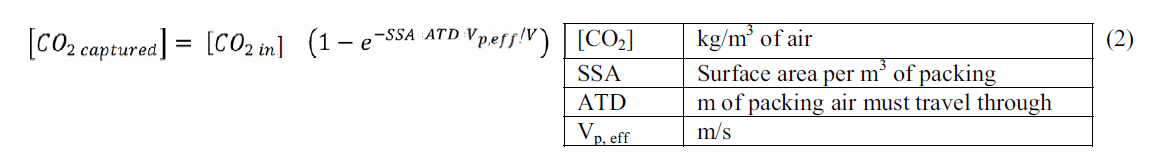 [CO₂ captured] = [CO₂ in] (1 − e^−SSA·ATD·Vp,eff/V) (2)
[CO₂] kg/m³ of air
SSA Surface area per m³ of packing
ATD m of packing air must travel through
Vp, eff m/s